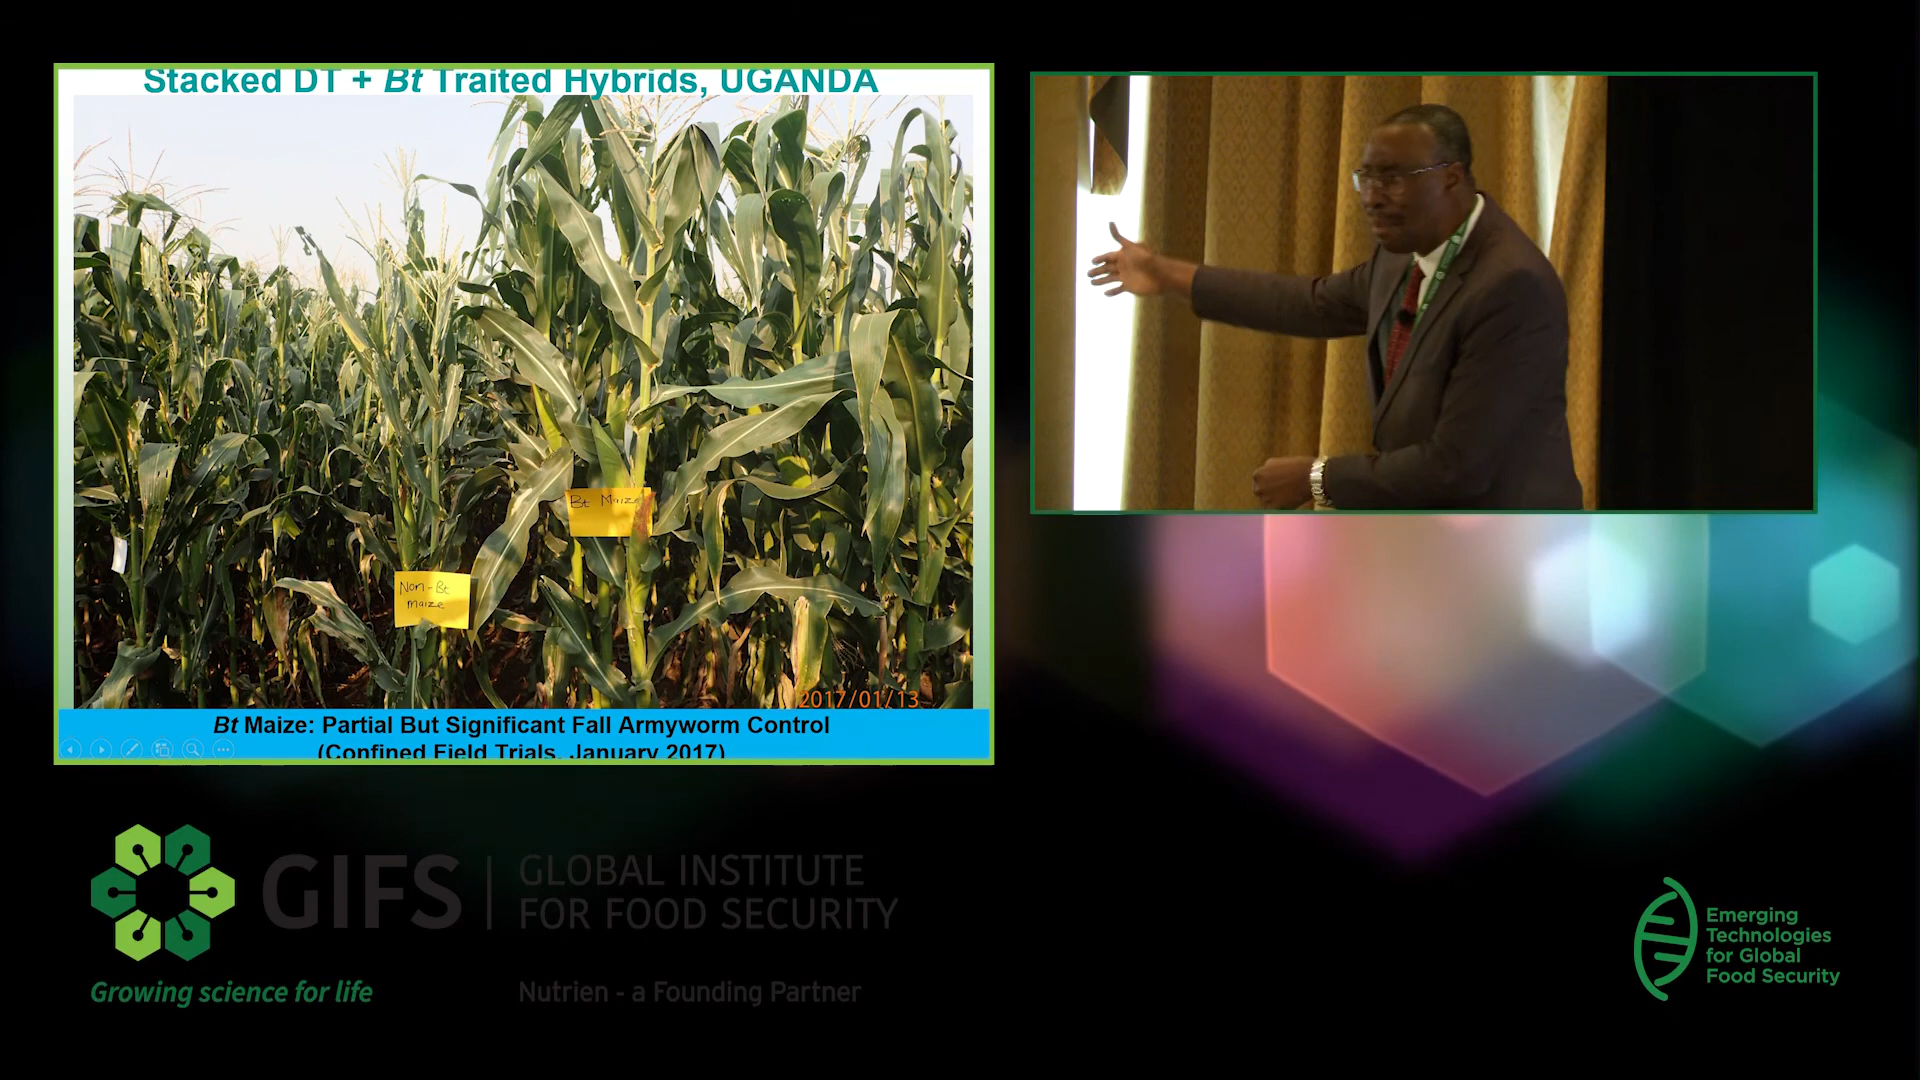 Stacked DT + Bt Traited Hybrids, UGANDA
Bt Maize
Non-Bt
maize
2017/01/13
Bt Maize: Partial But Significant Fall Armyworm Control
(Confined Field Trials, January 2017)
GIFS
GLOBAL INSTITUTE
FOR FOOD SECURITY
Growing science for life
Nutrien - a Founding Partner
Emerging
Technologies
for Global
Food Security